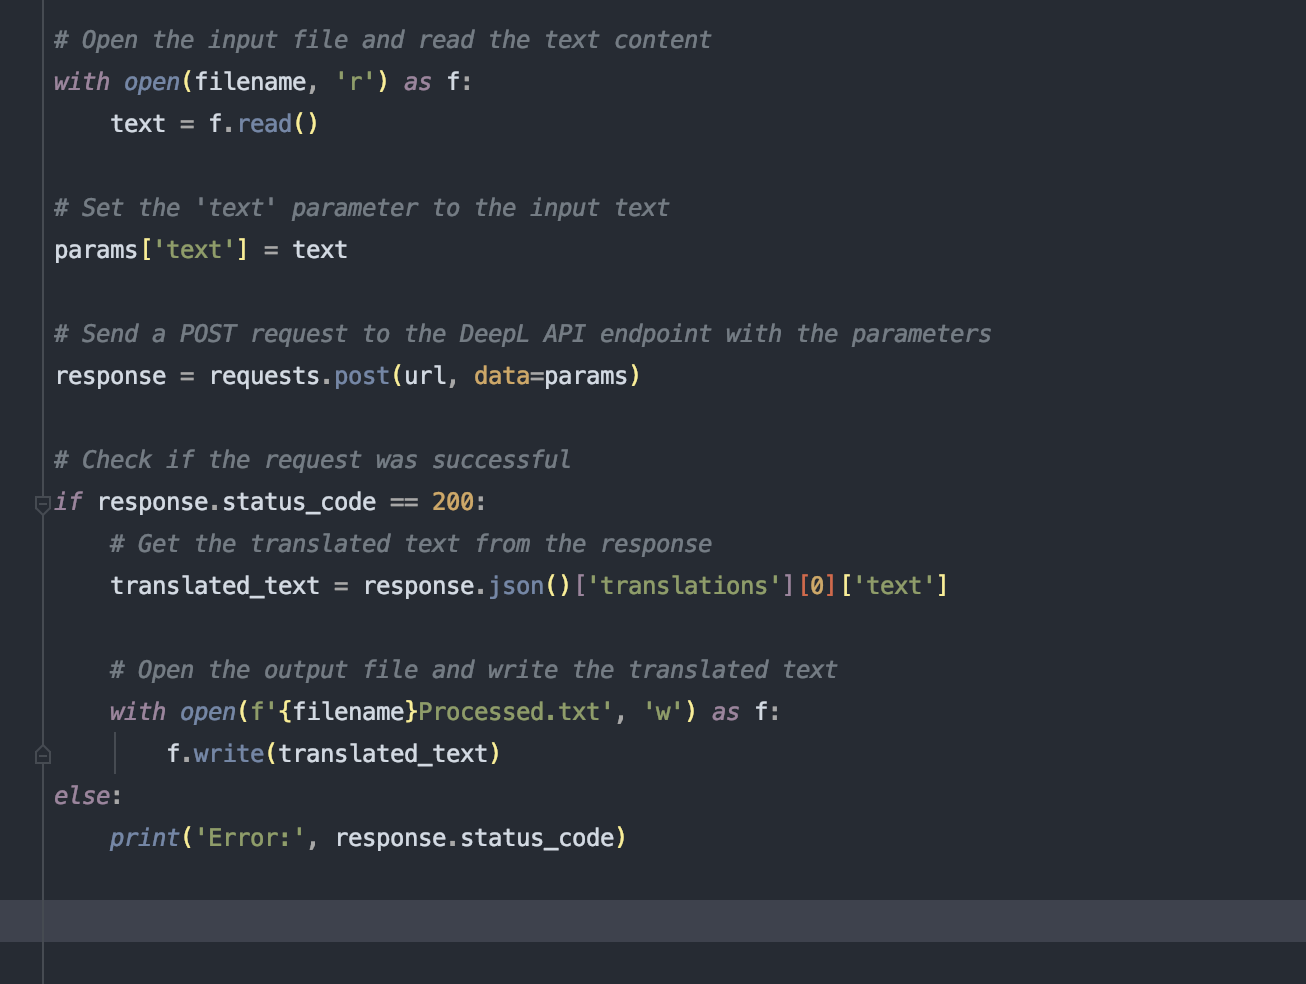 # Open the input file and read the text content
with open(filename, 'r') as f:
    text = f.read()

# Set the 'text' parameter to the input text
params['text'] = text

# Send a POST request to the DeepL API endpoint with the parameters
response = requests.post(url, data=params)

# Check if the request was successful
if response.status_code == 200:
    # Get the translated text from the response
    translated_text = response.json()['translations'][0]['text']

    # Open the output file and write the translated text
    with open(f'{filename}Processed.txt', 'w') as f:
        f.write(translated_text)
else:
    print('Error:', response.status_code)